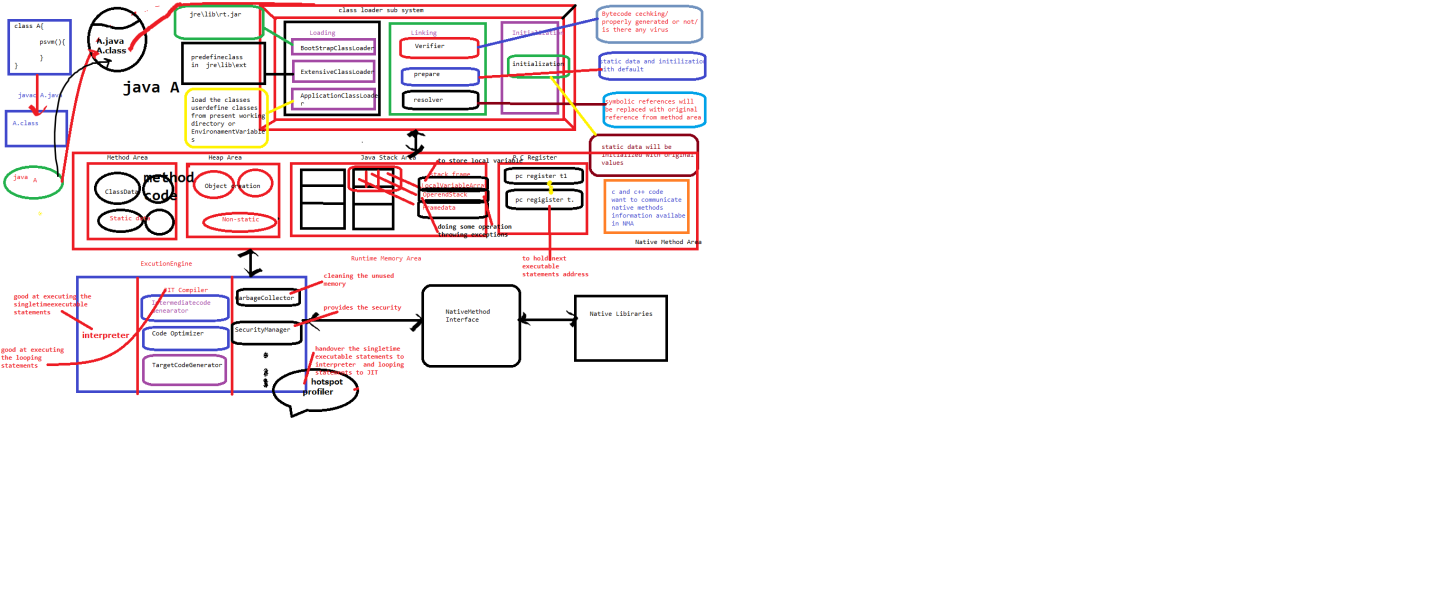 class A{
psvm(){
}
}
javac A.java
A.class
java A
A.java
A.class
java A
jre\lib\rt.jar
predefineclass
in jre\lib\ext
load the classes
userdefine classes
from present working
directory or
EnvironamentVariable
s
class loader sub system
Loading
BootStrapClassLoader
ExtensiveClassLoader
ApplicationClassLoade
r
Linking
Verifier
prepare
resolver
Initialization
initialization
Bytecode cechking/
properly generated or not/
is there any virus
static data and initilization
with default
symbolic references will
be replaced with original
reference from method area
static data will be
initiallized with original
values
Method Area
ClassData
method
code
Static data
Heap Area
Object creation
Non-static
Java Stack Area
to store local variable
stack frame
LocalVariableArray
OperendStack
Framedata
doing some operation
throwing exceptions
P C Register
pc register t1
pc regigister t.
c and c++ code
want to communicate
native methods
information availabe
in NMA
Native Method Area
Runtime Memory Area
to hold next
executable
statements address
ExcutionEngine
good at executing the
singletimeexecutable
statements
interpreter
good at executing
the looping
statements
JIT Compiler
Intermediatecode
Genearator
Code Optimizer
TargetCodeGenerator
GarbageCollector
SecurityManager
cleaning the unused
memory
provides the security
handover the singletime
executable statements to
interpreter and looping
statements to JIT
hotspot
profiler
NativeMethod
Interface
Native Libiraries